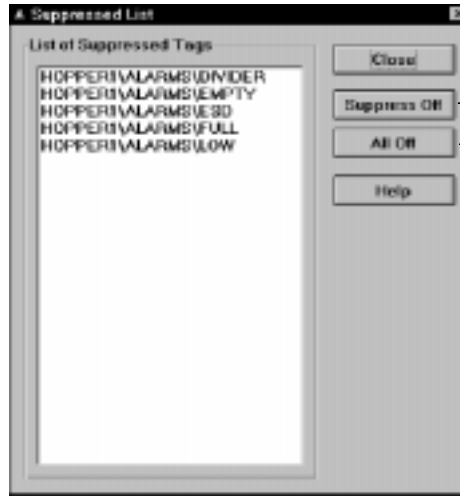 Suppressed List
List of Suppressed Tags
HOPPER1\ALARMS\DIVIDER
HOPPER1\ALARMS\EMPTY
HOPPER1\ALARMS\ESD
HOPPER1\ALARMS\FULL
HOPPER1\ALARMS\LOW
Close
Suppress Off
All Off
Help